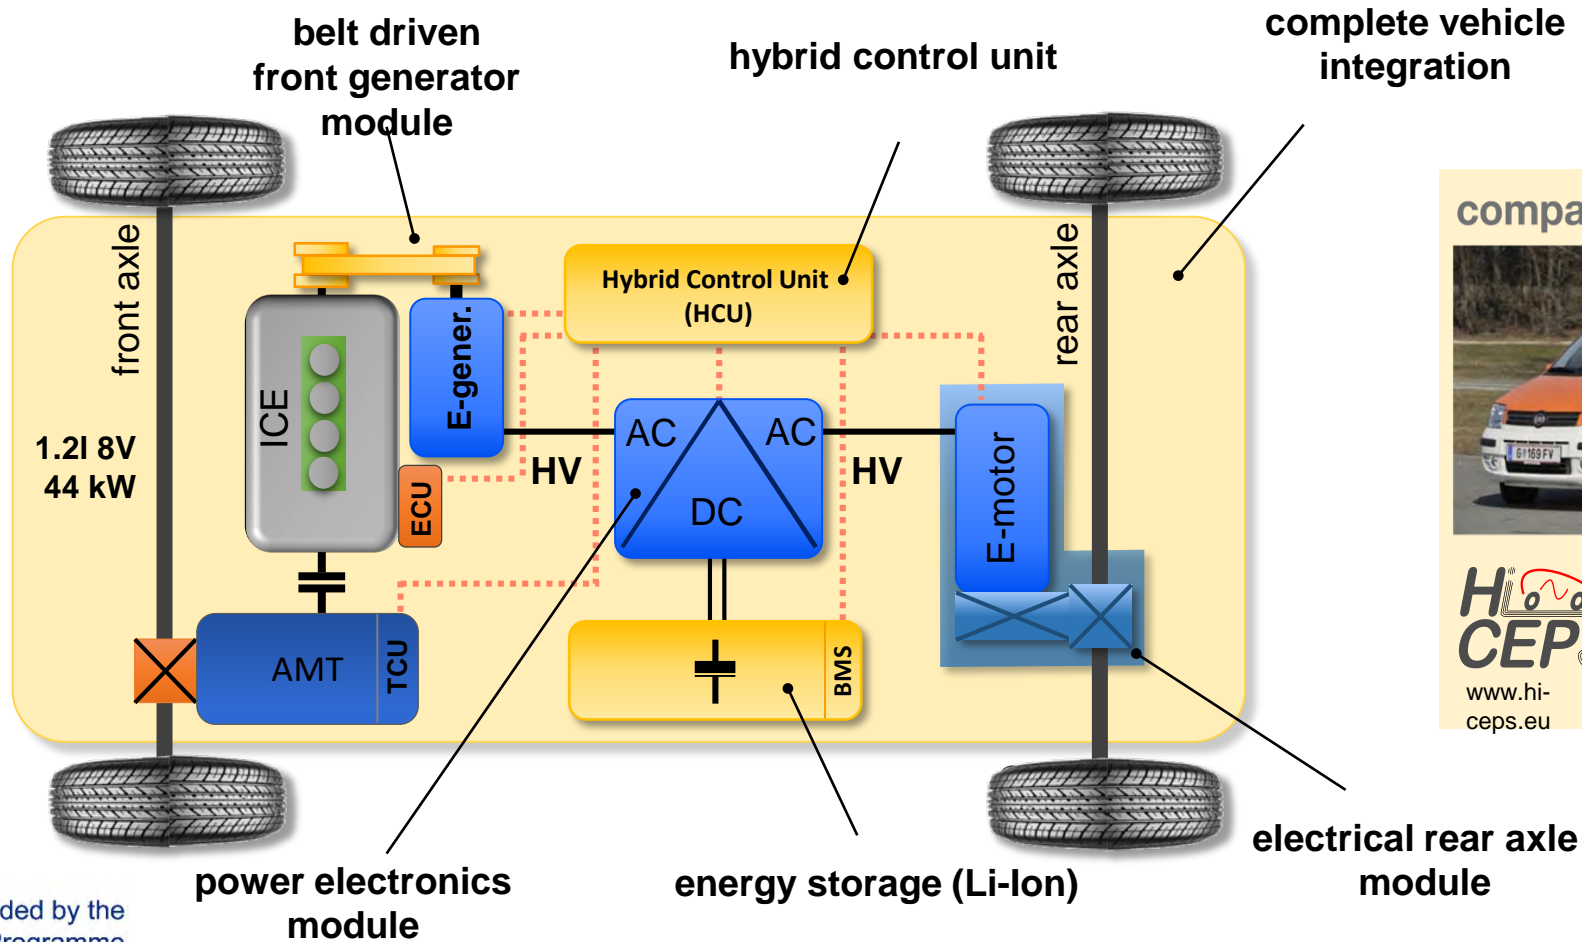 belt driven
front generator
module
hybrid control unit
complete vehicle
integration
front axle
rear axle
Hybrid Control Unit
(HCU)
E-gener.
ICE
1.2l 8V
44 kW
ECU
HV
AC
AC
DC
HV
E-motor
AMT
TCU
BMS
power electronics
module
energy storage (Li-Ion)
electrical rear axle
module
HI
CEP
www.hi-
ceps.eu
by the